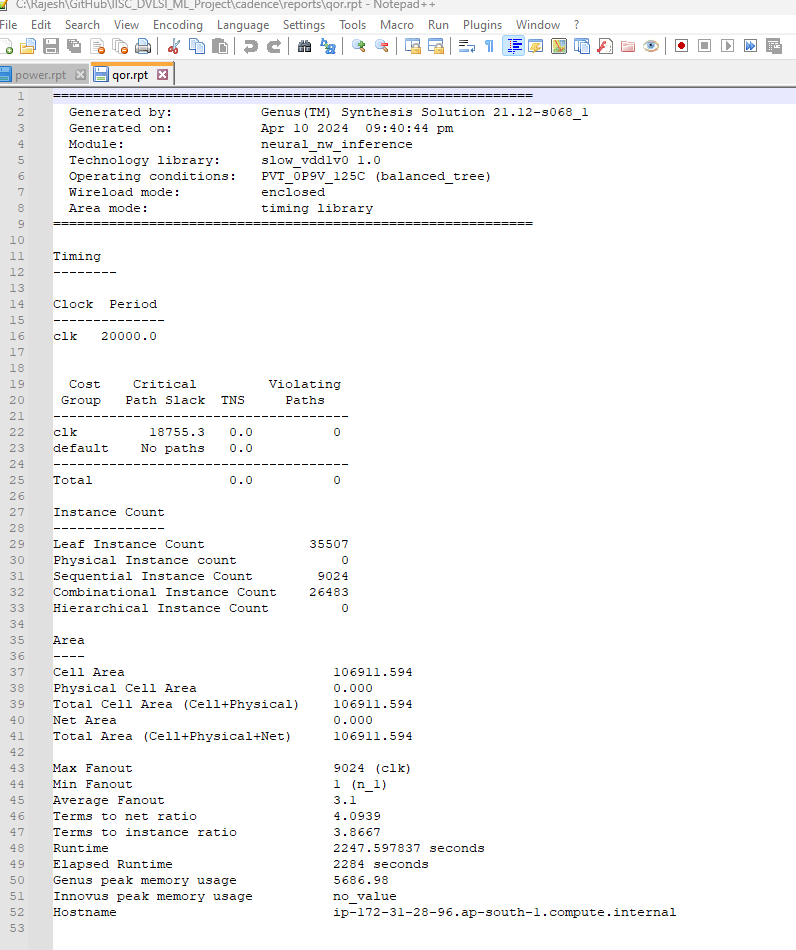 C:\Rajesh\GitHub\IISC_DVLSI_ML_Project\cadence\reports\qor.rpt - Notepad++
File Edit Search View Encoding Language Settings Tools Macro Run Plugins Window ?
power.rpt qor.rpt
1 ============================================================
2   Generated by:           Genus(TM) Synthesis Solution 21.12-s068_1
3   Generated on:           Apr 10 2024  09:40:44 pm
4   Module:                 neural_nw_inference
5   Technology library:     slow_vdd1v0 1.0
6   Operating conditions:   PVT_0P9V_125C (balanced_tree)
7   Wireload mode:          enclosed
8   Area mode:              timing library
9 ============================================================
10
11 Timing
12 --------
13
14 Clock  Period
15 --------------
16 clk   20000.0
17
18
19   Cost    Critical         Violating
20  Group   Path Slack  TNS     Paths
21 -------------------------------------
22 clk         18755.3   0.0          0
23 default    No paths   0.0
24 -------------------------------------
25 Total                 0.0          0
26
27 Instance Count
28 --------------
29 Leaf Instance Count             35507
30 Physical Instance count             0
31 Sequential Instance Count        9024
32 Combinational Instance Count    26483
33 Hierarchical Instance Count         0
34
35 Area
36 ----
37 Cell Area                          106911.594
38 Physical Cell Area                 0.000
39 Total Cell Area (Cell+Physical)    106911.594
40 Net Area                           0.000
41 Total Area (Cell+Physical+Net)     106911.594
42
43 Max Fanout                         9024 (clk)
44 Min Fanout                         1 (n_1)
45 Average Fanout                     3.1
46 Terms to net ratio                 4.0939
47 Terms to instance ratio            3.8667
48 Runtime                            2247.597837 seconds
49 Elapsed Runtime                    2284 seconds
50 Genus peak memory usage            5686.98
51 Innovus peak memory usage          no_value
52 Hostname                           ip-172-31-28-96.ap-south-1.compute.internal
53